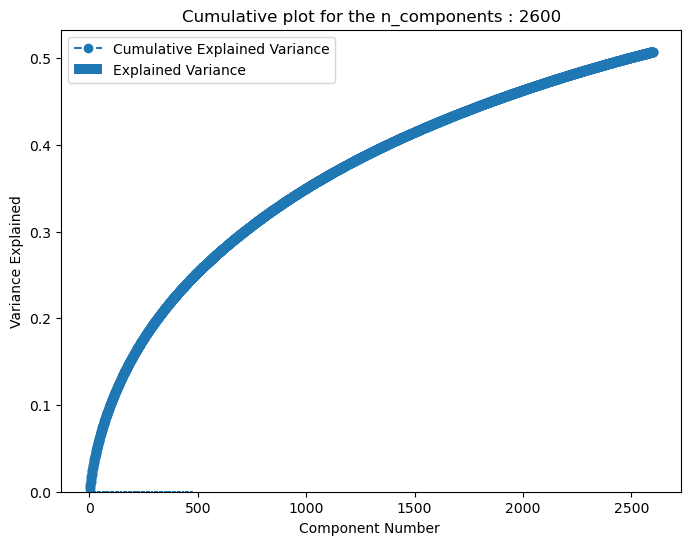 Cumulative plot for the n_components : 2600
Cumulative Explained Variance
Explained Variance
Variance Explained
0.5
0.4
0.3
0.2
0.1
0.0
0 500 1000 1500 2000 2500
Component Number